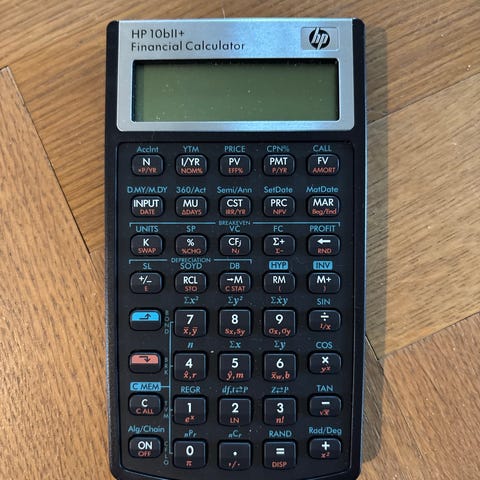 HP 10bII+
Financial Calculator
hp
AccInt YTM PRICE CPN% CALL
N I/YR PV PMT FV
×P/YR NOM% EFF% P/YR AMORT
D.MY/M.DY 360/Act Semi/Ann SetDate MatDate
INPUT MU CST PRC MAR
DATE ΔDAYS IRR/YR NPV Beg/End
BREAKEVEN
UNITS SP VC FC PROFIT
K % CFj Σ+ ←
SWAP %CHG Nj Σ− RND
DEPRECIATION
SL SOYD DB HYP INV
+/− RCL →M RM M+
E STO C STAT ( )
Σx² Σy² Σxy SIN
7 8 9 ÷
x̄,ȳ sx,sy σx,σy 1/x
n Σx Σy COS
4 5 6 ×
x̂,r ŷ,m x̄w,b yˣ
C MEM REGR df,t⇄P Z⇄P TAN
C 1 2 3 −
C ALL eˣ LN n! √x
Alg/Chain nPr nCr RAND Rad/Deg
ON 0 . = +
OFF π ./, DISP x²